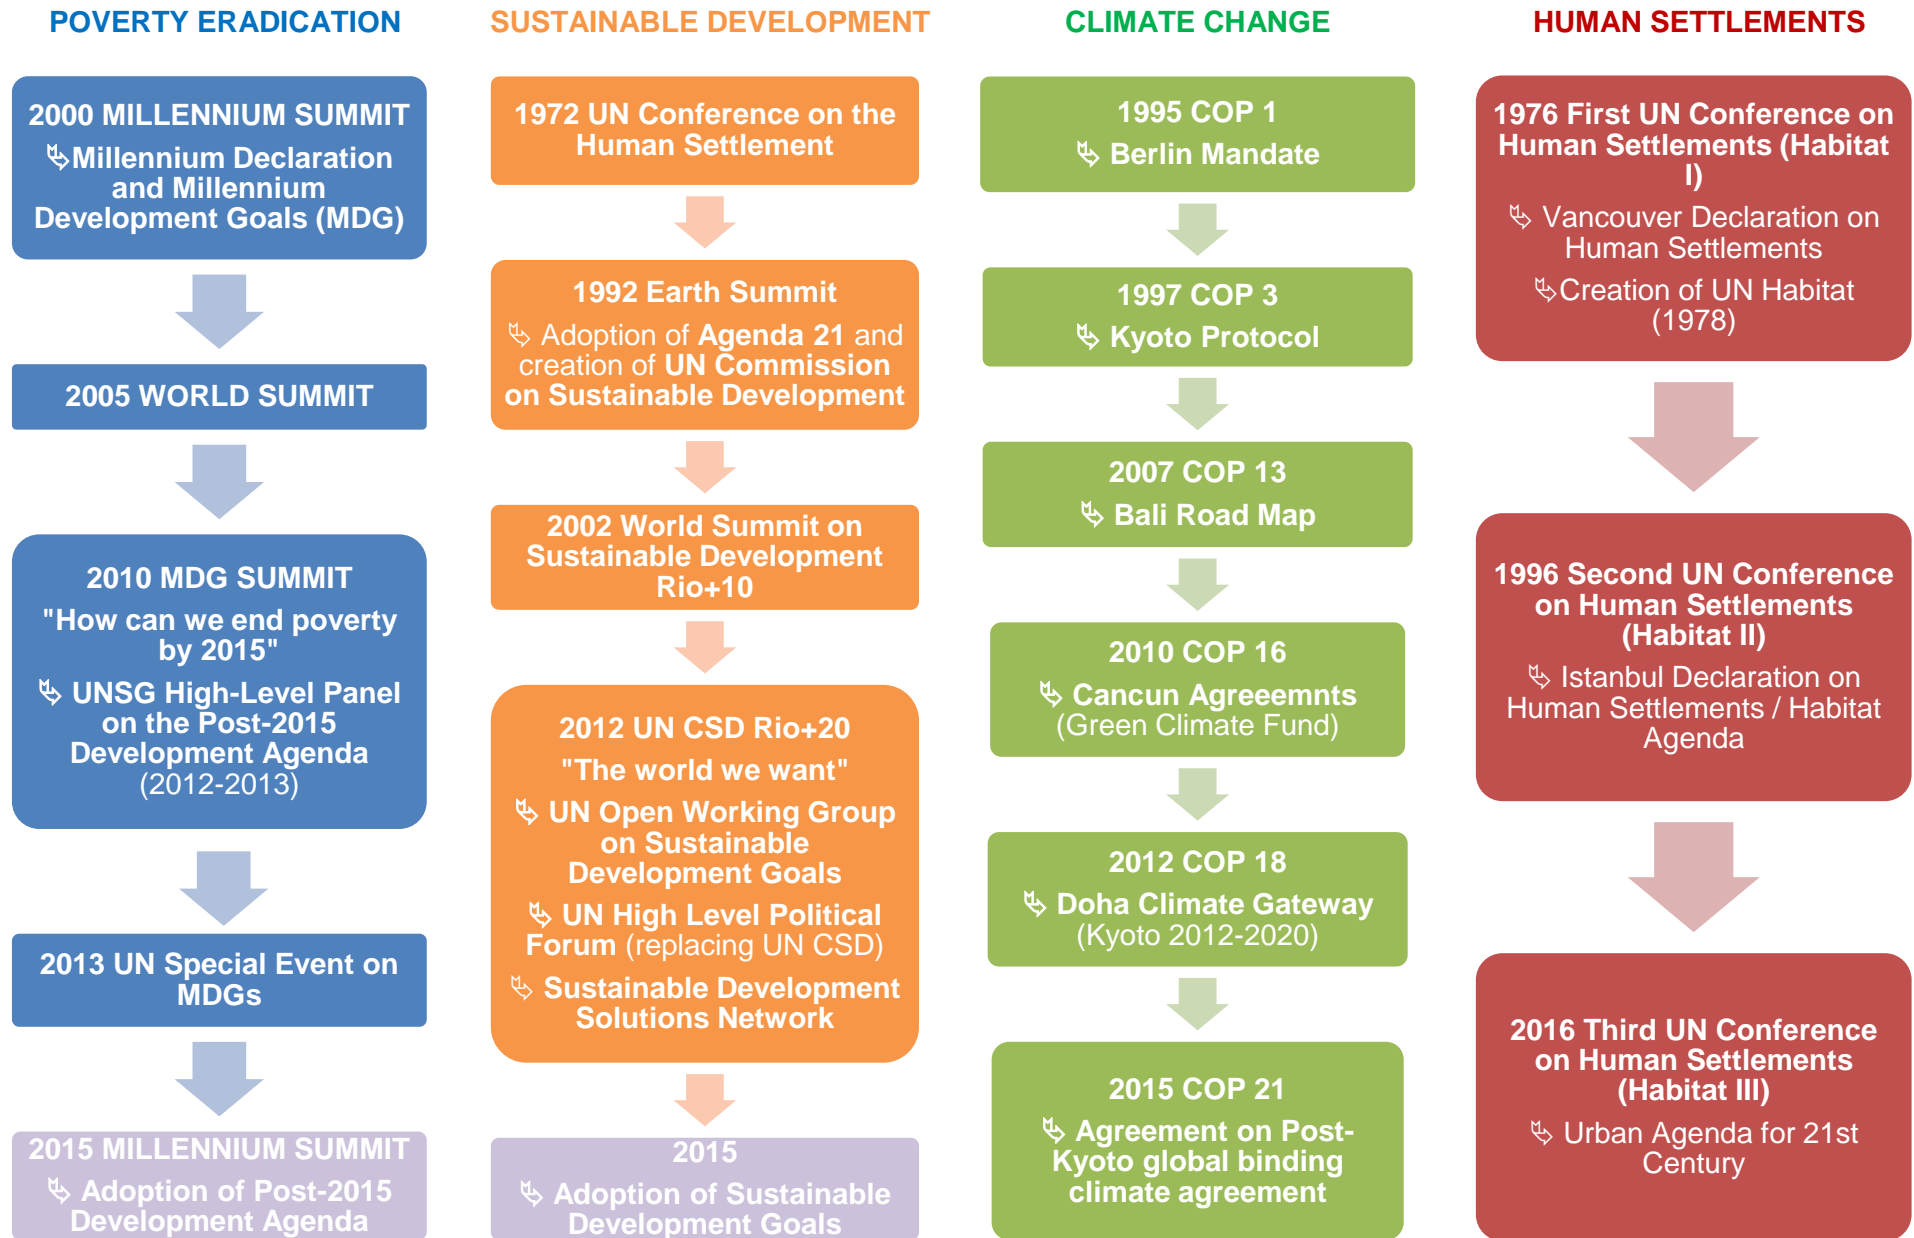 POVERTY ERADICATION
2000 MILLENNIUM SUMMIT
↳Millennium Declaration
and Millennium
Development Goals (MDG)
2005 WORLD SUMMIT
2010 MDG SUMMIT
"How can we end poverty
by 2015"
↳ UNSG High-Level Panel
on the Post-2015
Development Agenda
(2012-2013)
2013 UN Special Event on
MDGs
2015 MILLENNIUM SUMMIT
↳ Adoption of Post-2015
Development Agenda
SUSTAINABLE DEVELOPMENT
1972 UN Conference on the
Human Settlement
1992 Earth Summit
↳ Adoption of Agenda 21 and
creation of UN Commission
on Sustainable Development
2002 World Summit on
Sustainable Development
Rio+10
2012 UN CSD Rio+20
"The world we want"
↳ UN Open Working Group
on Sustainable
Development Goals
↳ UN High Level Political
Forum (replacing UN CSD)
↳ Sustainable Development
Solutions Network
2015
↳ Adoption of Sustainable
Development Goals
CLIMATE CHANGE
1995 COP 1
↳ Berlin Mandate
1997 COP 3
↳ Kyoto Protocol
2007 COP 13
↳ Bali Road Map
2010 COP 16
↳ Cancun Agreeemnts
(Green Climate Fund)
2012 COP 18
↳ Doha Climate Gateway
(Kyoto 2012-2020)
2015 COP 21
↳ Agreement on Post-
Kyoto global binding
climate agreement
HUMAN SETTLEMENTS
1976 First UN Conference on
Human Settlements (Habitat
I)
↳ Vancouver Declaration on
Human Settlements
↳Creation of UN Habitat
(1978)
1996 Second UN Conference
on Human Settlements
(Habitat II)
↳ Istanbul Declaration on
Human Settlements / Habitat
Agenda
2016 Third UN Conference
on Human Settlements
(Habitat III)
↳ Urban Agenda for 21st
Century